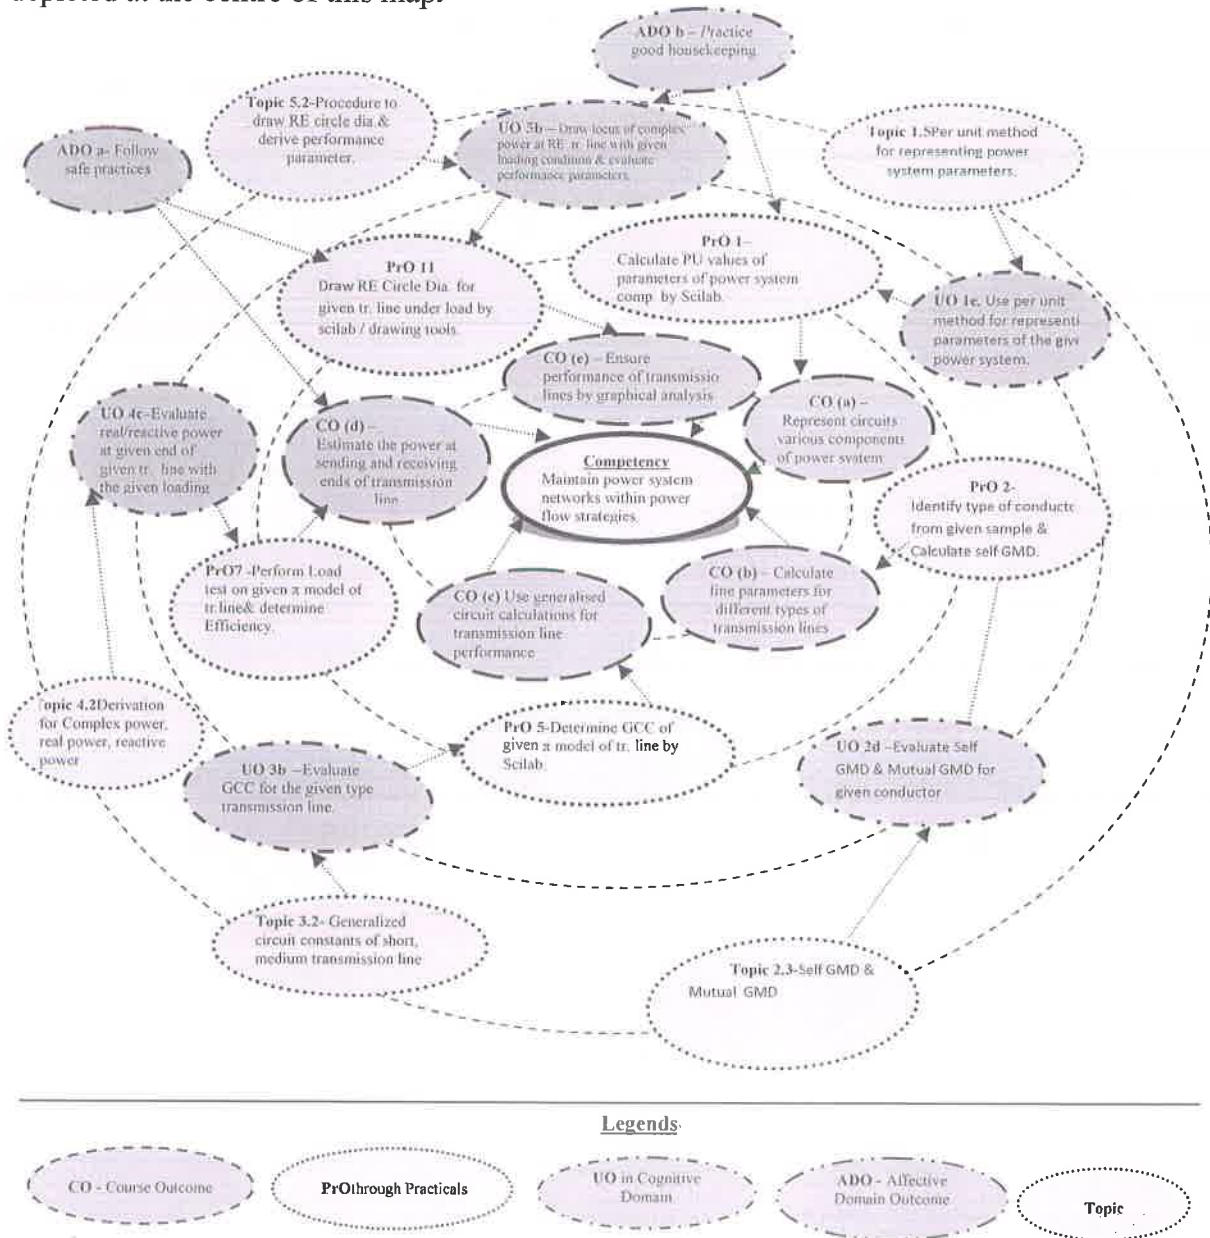 depicted at the centre of this map.
ADO b – Practice
good housekeeping
Topic 5.2-Procedure to
draw RE circle dia &
derive performance
parameter.
UO 5b – Draw locus of complex
power at RE tr. line with given
loading condition & evaluate
performance parameters.
Topic 1.5Per unit method
for representing power
system parameters.
ADO a- Follow
safe practices
PrO 11
Draw RE Circle Dia. for
given tr. line under load by
scilab / drawing tools.
PrO 1–
Calculate PU values of
parameters of power system
comp. by Scilab.
UO 1e. Use per unit
method for representi
parameters of the give
power system.
CO (e) – Ensure
performance of transmissio
lines by graphical analysis
UO 4c-Evaluate
real/reactive power
at given end of
given tr. line with
the given loading
CO (d) –
Estimate the power at
sending and receiving
ends of transmission
line
CO (a) –
Represent circuits
various components
of power system
Competency
Maintain power system
networks within power
flow strategies.
PrO 2-
Identify type of conductc
from given sample &
Calculate self GMD.
PrO7 -Perform Load
test on given π model of
tr.line& determine
Efficiency.
CO (c) Use generalised
circuit calculations for
transmission line
performance
CO (b) – Calculate
line parameters for
different types of
transmission lines
Topic 4.2Derivation
for Complex power,
real power, reactive
power
PrO 5-Determine GCC of
given π model of tr. line by
Scilab.
UO 3b –Evaluate
GCC for the given type
transmission line.
UO 2d –Evaluate Self
GMD & Mutual GMD for
given conductor
Topic 3.2- Generalized
circuit constants of short,
medium transmission line
Topic 2.3-Self GMD &
Mutual GMD
Legends
CO - Course Outcome
PrOthrough Practicals
UO in Cognitive
Domain
ADO - Affective
Domain Outcome
Topic